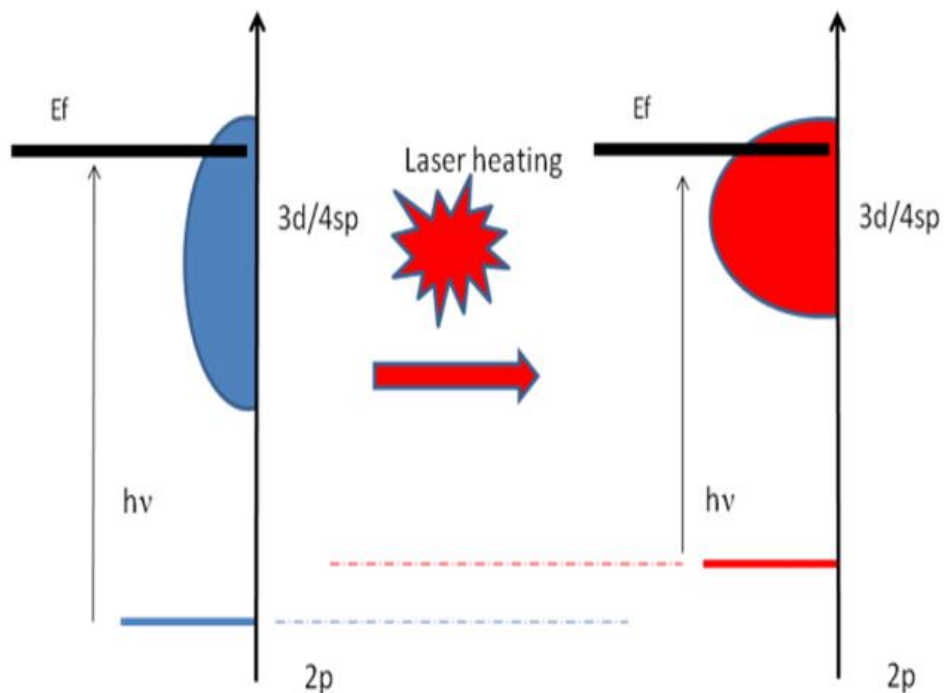 Ef
Ef
Laser heating
3d/4sp
3d/4sp
hν
hν
2p
2p